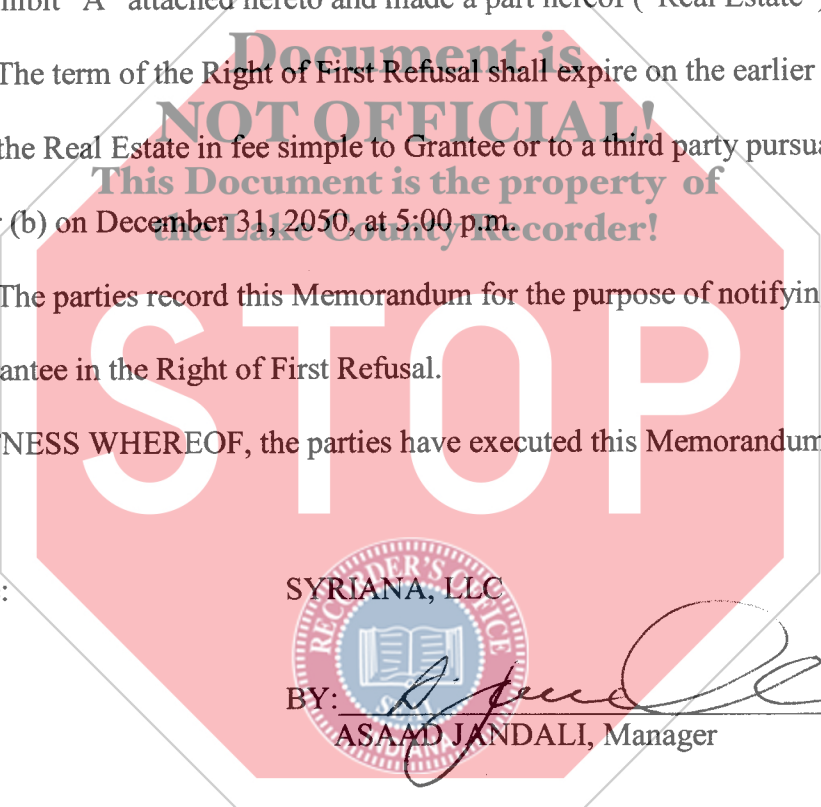 hibit "A" attached hereto and made a part hereof ("Real Estate")
The term of the Right of First Refusal shall expire on the earlier
the Real Estate in fee simple to Grantee or to a third party pursua
(b) on December 31, 2050, at 5:00 p.m.
The parties record this Memorandum for the purpose of notifyin
antee in the Right of First Refusal.
NESS WHEREOF, the parties have executed this Memorandum
: SYRIANA, LLC
BY:
ASAAD JANDALI, Manager
Document is
NOT OFFICIAL!
This Document is the property of
the Lake County Recorder!
STOP
RECORDER'S OFFICE
SEAL
INDIANA